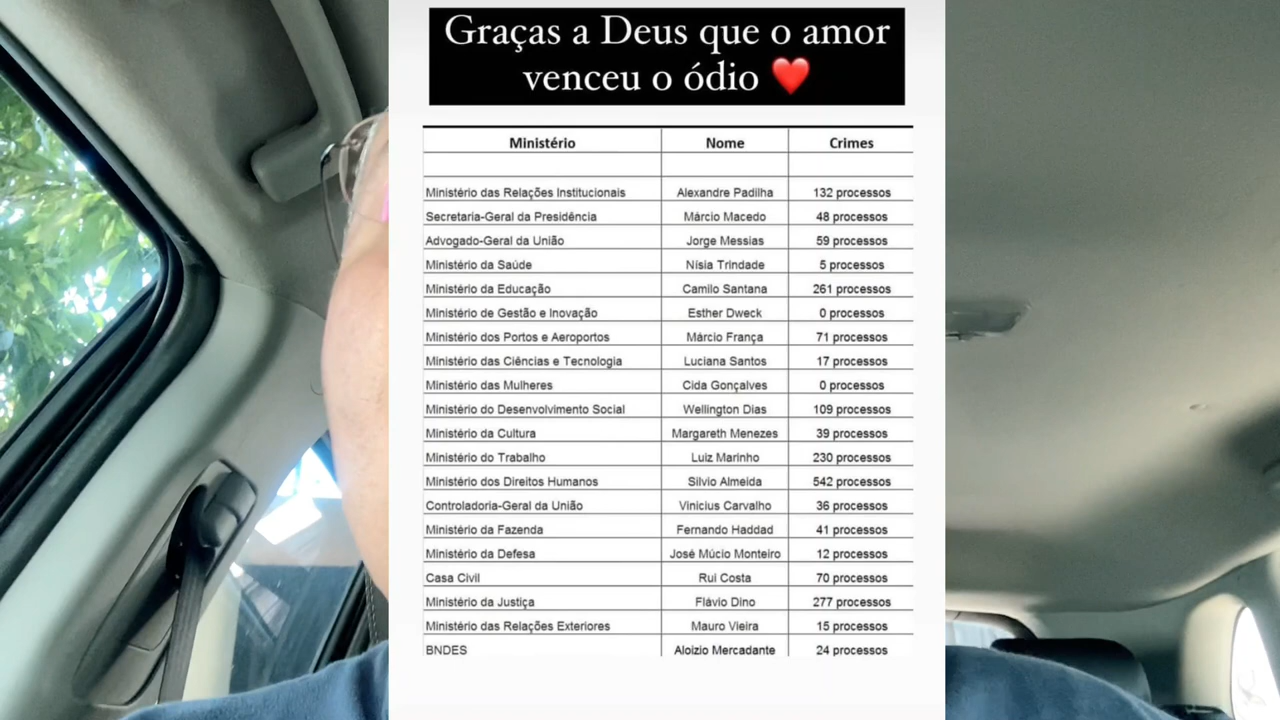 Graças a Deus que o amor
venceu o ódio ❤️
Ministério Nome Crimes
Ministério das Relações Institucionais Alexandre Padilha 132 processos
Secretaria-Geral da Presidência Márcio Macedo 48 processos
Advogado-Geral da União Jorge Messias 59 processos
Ministério da Saúde Nísia Trindade 5 processos
Ministério da Educação Camilo Santana 261 processos
Ministério de Gestão e Inovação Esther Dweck 0 processos
Ministério dos Portos e Aeroportos Márcio França 71 processos
Ministério das Ciências e Tecnologia Luciana Santos 17 processos
Ministério das Mulheres Cida Gonçalves 0 processos
Ministério do Desenvolvimento Social Wellington Dias 109 processos
Ministério da Cultura Margareth Menezes 39 processos
Ministério do Trabalho Luiz Marinho 230 processos
Ministério dos Direitos Humanos Silvio Almeida 542 processos
Controladoria-Geral da União Vinicius Carvalho 36 processos
Ministério da Fazenda Fernando Haddad 41 processos
Ministério da Defesa José Múcio Monteiro 12 processos
Casa Civil Rui Costa 70 processos
Ministério da Justiça Flávio Dino 277 processos
Ministério das Relações Exteriores Mauro Vieira 15 processos
BNDES Aloizio Mercadante 24 processos